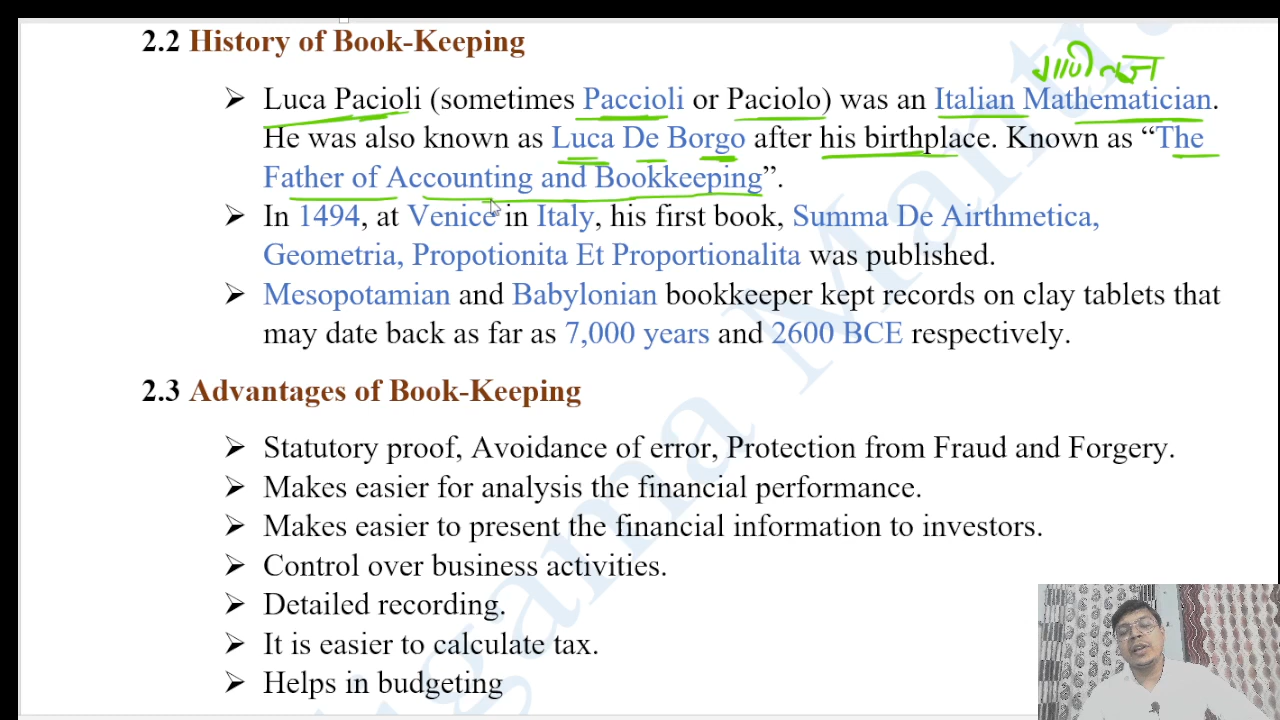 2.2 History of Book-Keeping
गणितज्ञ
➤ Luca Pacioli (sometimes Paccioli or Paciolo) was an Italian Mathematician.
He was also known as Luca De Borgo after his birthplace. Known as “The
Father of Accounting and Bookkeeping”.
➤ In 1494, at Venice in Italy, his first book, Summa De Airthmetica,
Geometria, Propotionita Et Proportionalita was published.
➤ Mesopotamian and Babylonian bookkeeper kept records on clay tablets that
may date back as far as 7,000 years and 2600 BCE respectively.
2.3 Advantages of Book-Keeping
➤ Statutory proof, Avoidance of error, Protection from Fraud and Forgery.
➤ Makes easier for analysis the financial performance.
➤ Makes easier to present the financial information to investors.
➤ Control over business activities.
➤ Detailed recording.
➤ It is easier to calculate tax.
➤ Helps in budgeting